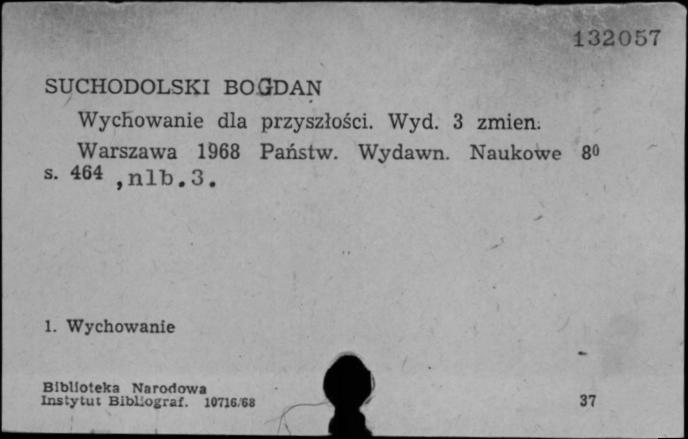 132057
SUCHODOLSKI BOGDAN
Wychowanie dla przyszłości. Wyd. 3 zmien.
Warszawa 1968 Państw. Wydawn. Naukowe 8⁰
s. 464 , nlb. 3.
1. Wychowanie
Biblioteka Narodowa
Instytut Bibliograf. 10716/68 37